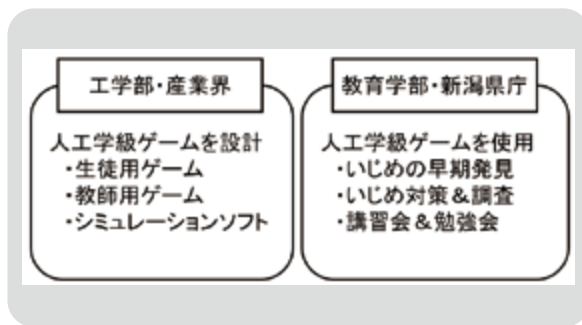 工学部・産業界
人工学級ゲームを設計
・生徒用ゲーム
・教師用ゲーム
・シミュレーションソフト
教育学部・新潟県庁
人工学級ゲームを使用
・いじめの早期発見
・いじめ対策＆調査
・講習会＆勉強会